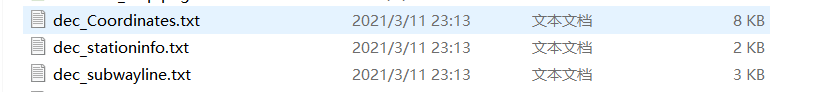 dec_Coordinates.txt 2021/3/11 23:13 文本文档 8 KB
dec_stationinfo.txt 2021/3/11 23:13 文本文档 2 KB
dec_subwayline.txt 2021/3/11 23:13 文本文档 3 KB